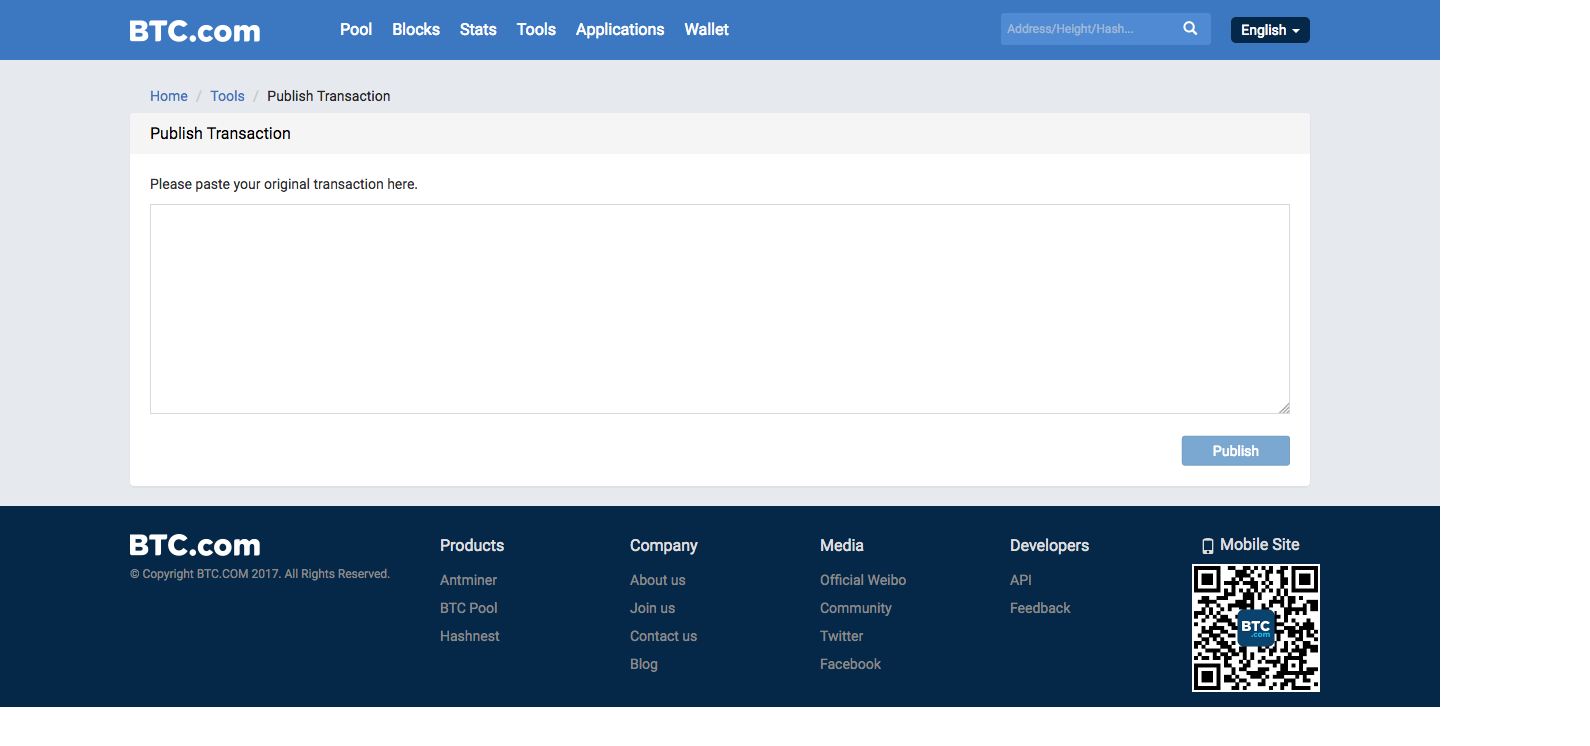 BTC.com Pool Blocks Stats Tools Applications Wallet Address/Height/Hash... English
Home / Tools / Publish Transaction
Publish Transaction
Please paste your original transaction here.
Publish
BTC.com
© Copyright BTC.COM 2017. All Rights Reserved.
Products
Antminer
BTC Pool
Hashnest
Company
About us
Join us
Contact us
Blog
Media
Official Weibo
Community
Twitter
Facebook
Developers
API
Feedback
Mobile Site
BTC
.com